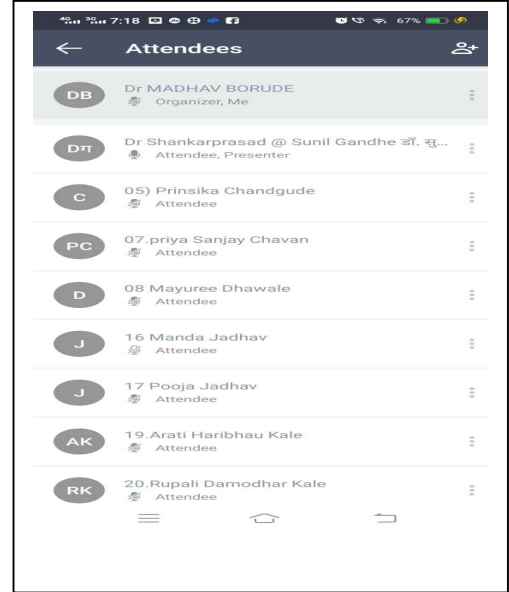 4G 3G 7:18 67%
Attendees
DB
Dr MADHAV BORUDE
Organizer, Me
Dग
Dr Shankarprasad @ Sunil Gandhe डॉ. सु...
Attendee, Presenter
C
05) Prinsika Chandgude
Attendee
PC
07.priya Sanjay Chavan
Attendee
D
08 Mayuree Dhawale
Attendee
J
16 Manda Jadhav
Attendee
J
17 Pooja Jadhav
Attendee
AK
19.Arati Haribhau Kale
Attendee
RK
20.Rupali Damodhar Kale
Attendee